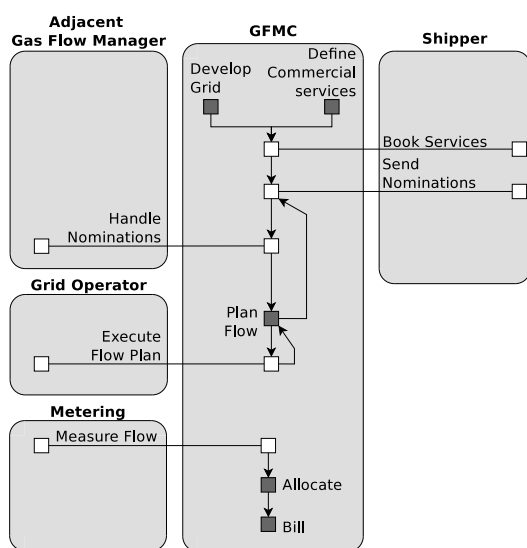 Adjacent
Gas Flow Manager
GFMC
Shipper
Develop
Grid
Define
Commercial
services
Book Services
Send
Nominations
Handle
Nominations
Grid Operator
Plan
Flow
Execute
Flow Plan
Metering
Measure Flow
Allocate
Bill